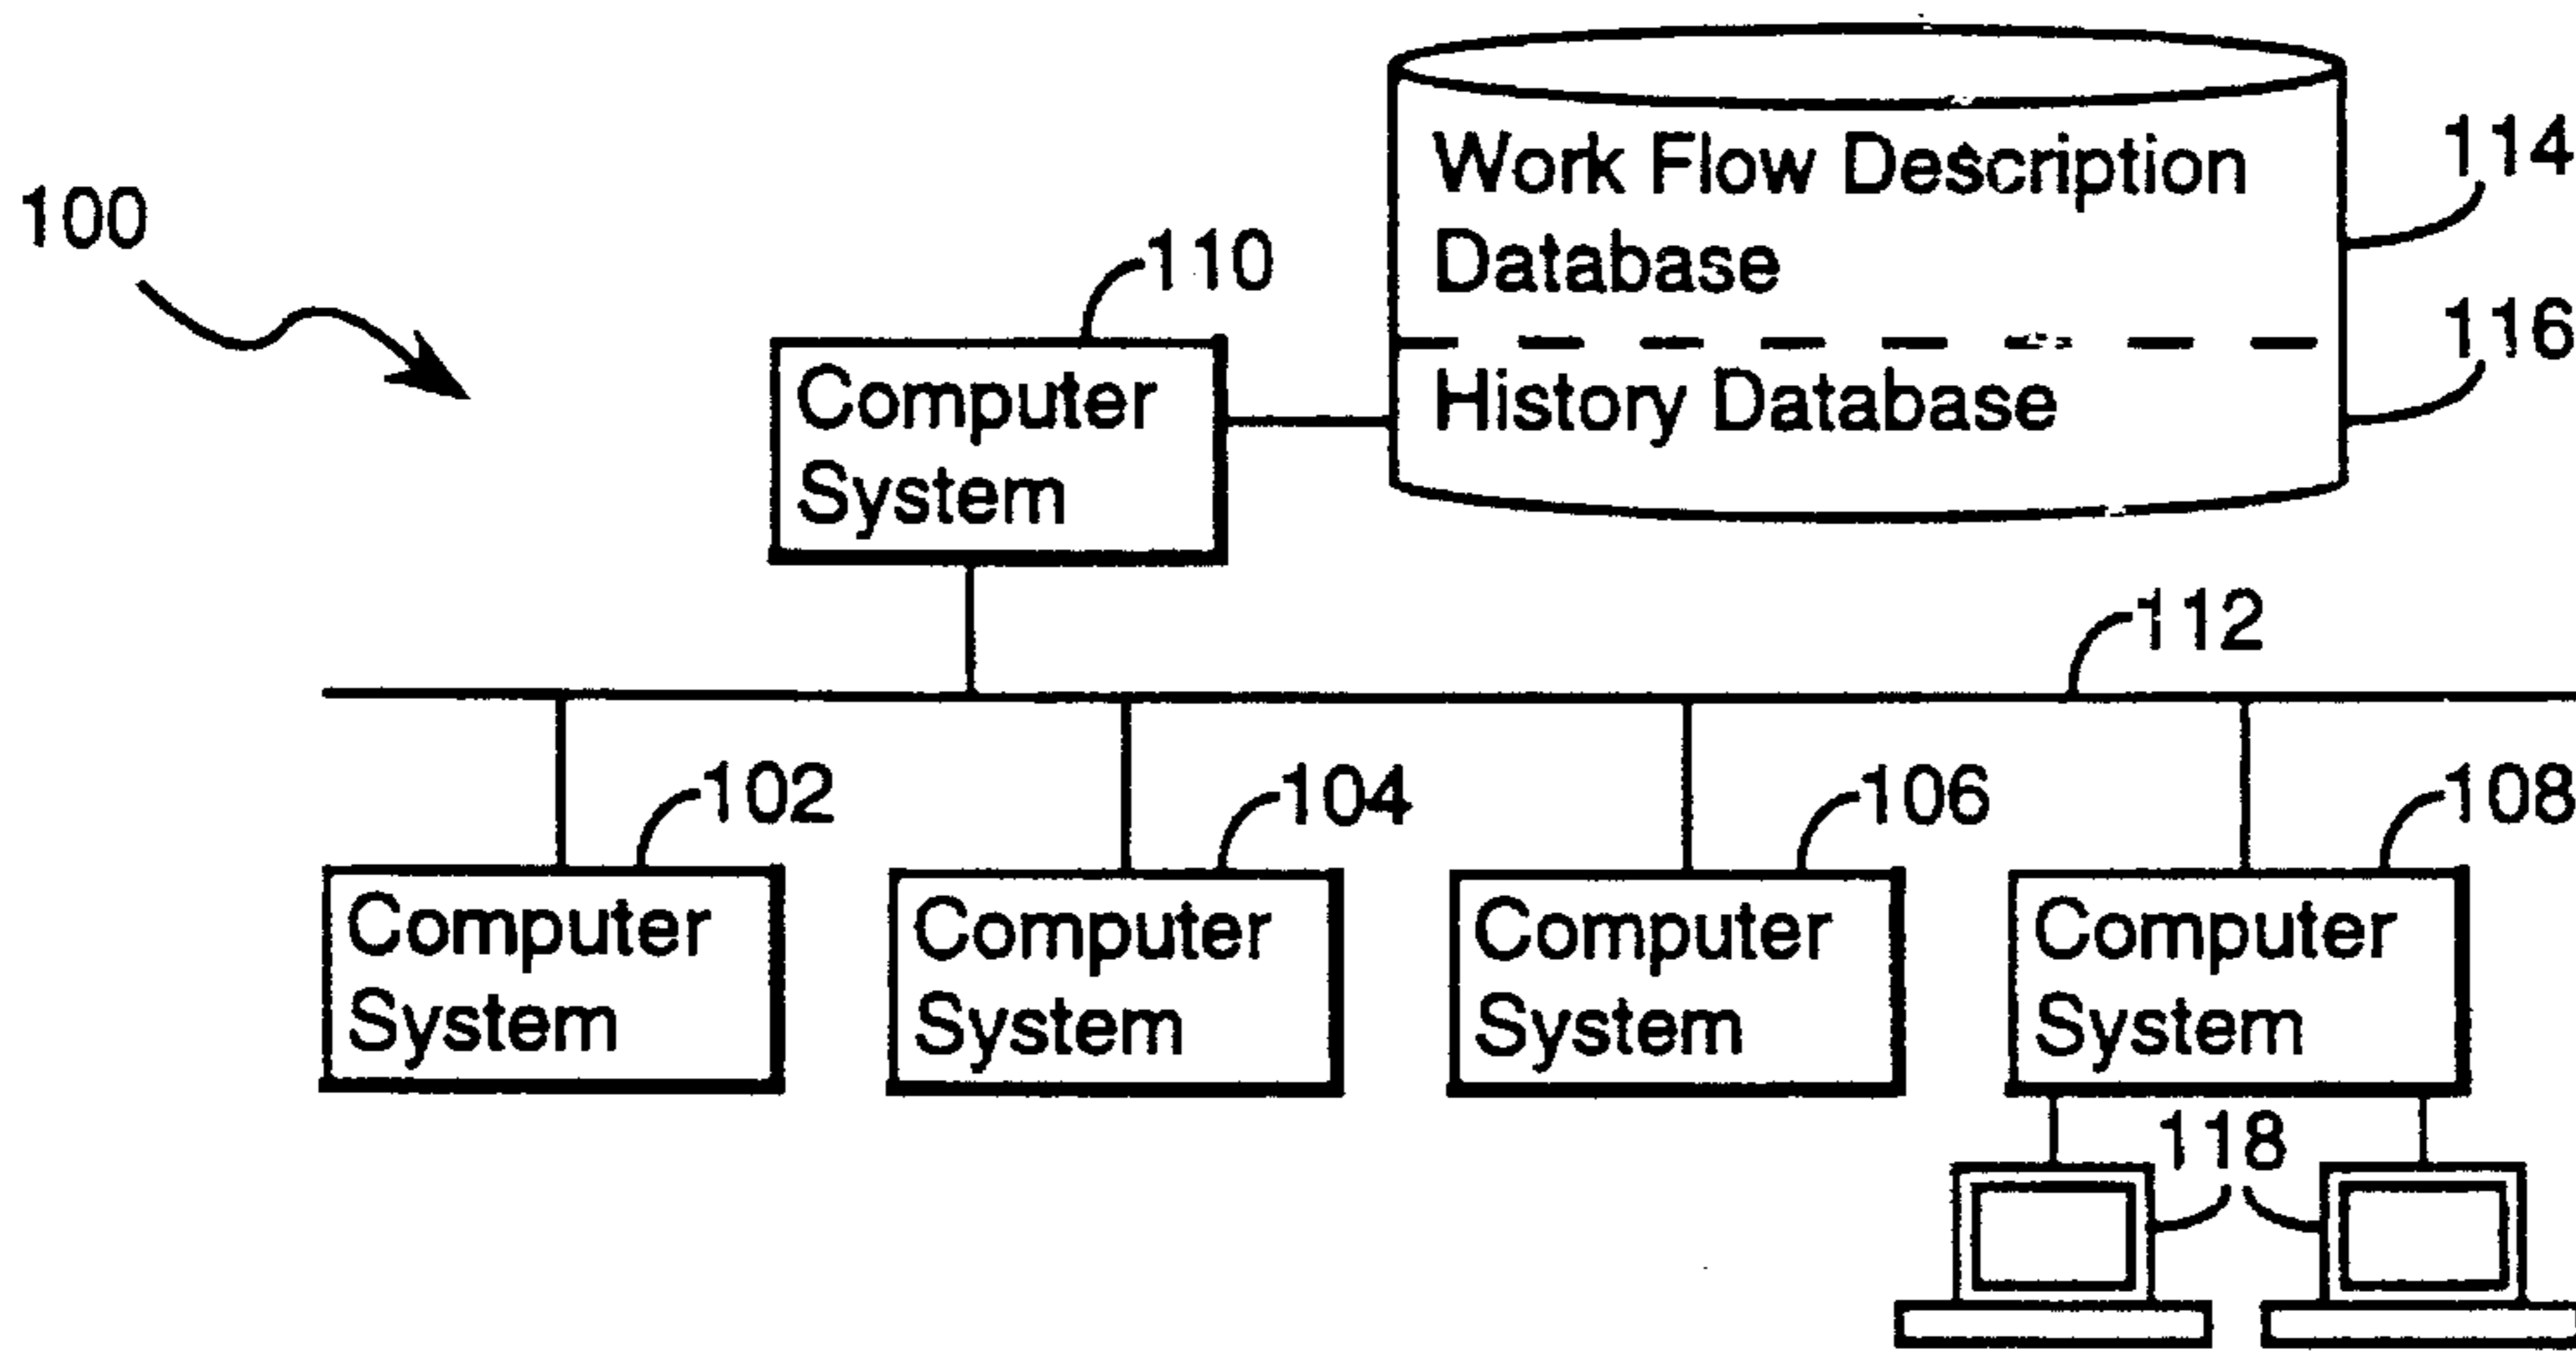 100
110
Work Flow Description
Database
114
History Database
116
Computer
System
112
102
104
106
108
Computer
System
Computer
System
Computer
System
Computer
System
118